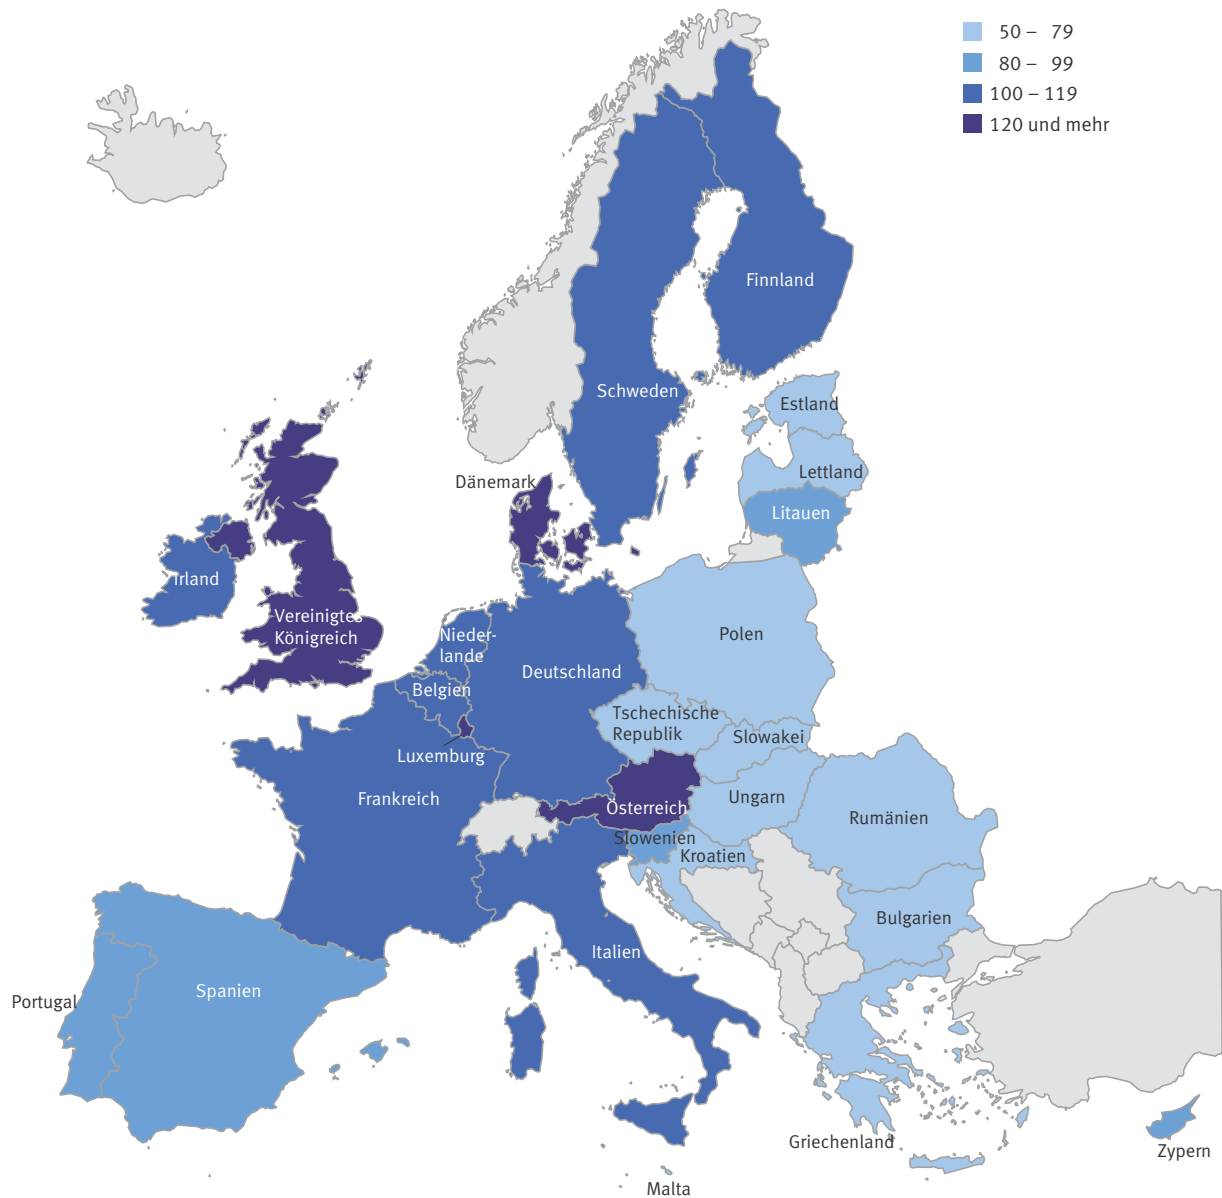 50 – 79
80 – 99
100 – 119
120 und mehr
Finnland
Schweden
Estland
Lettland
Dänemark
Litauen
Irland
Vereinigtes
Königreich
Nieder-
lande
Polen
Deutschland
Belgien
Tschechische
Republik
Slowakei
Luxemburg
Frankreich
Österreich
Ungarn
Rumänien
Slowenien
Kroatien
Bulgarien
Italien
Spanien
Portugal
Griechenland
Zypern
Malta